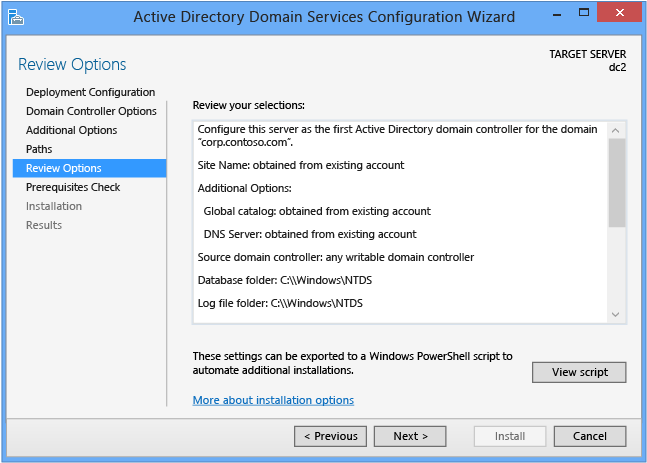 Active Directory Domain Services Configuration Wizard
Review Options
TARGET SERVER
dc2
Deployment Configuration
Domain Controller Options
Additional Options
Paths
Review Options
Prerequisites Check
Installation
Results
Review your selections:
Configure this server as the first Active Directory domain controller for the domain
"corp.contoso.com".
Site Name: obtained from existing account
Additional Options:
Global catalog: obtained from existing account
DNS Server: obtained from existing account
Source domain controller: any writable domain controller
Database folder: C:\\Windows\NTDS
Log file folder: C:\\Windows\NTDS
These settings can be exported to a Windows PowerShell script to
automate additional installations.
View script
More about installation options
< Previous
Next >
Install
Cancel